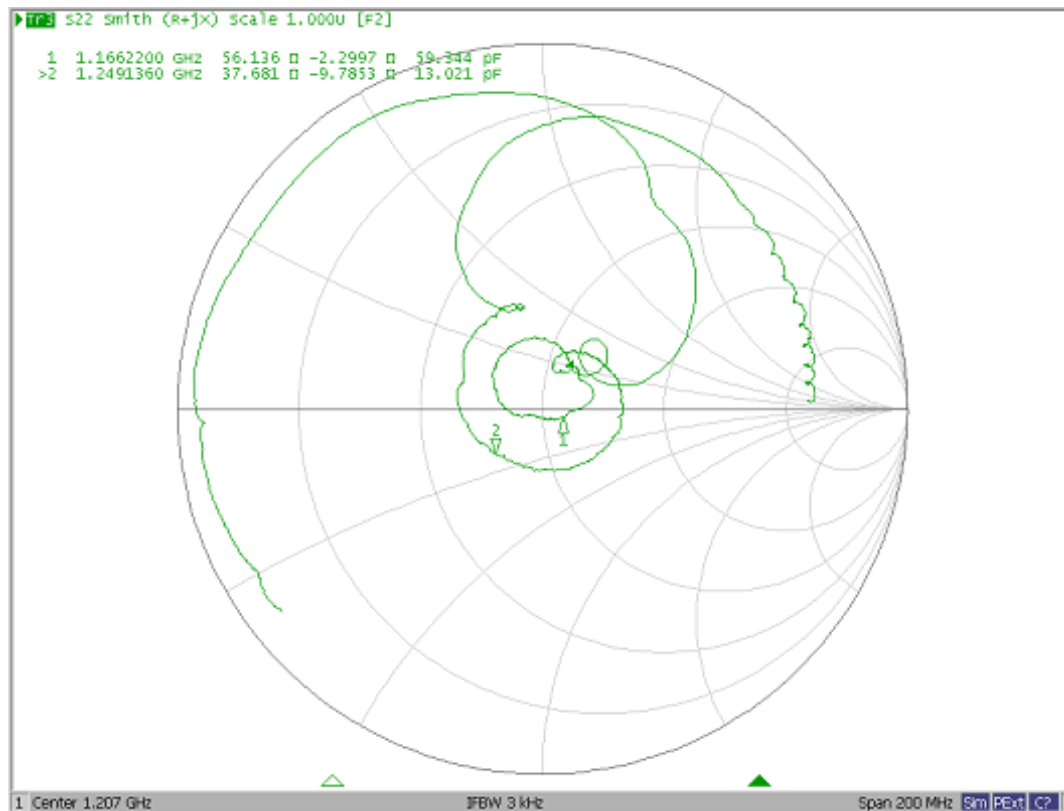 Tr3 S22 Smith (R+jX) Scale 1.000U [F2]
1 1.1662200 GHz 56.136 Ω -2.2997 Ω 59.344 pF
>2 1.2491360 GHz 37.681 Ω -9.7853 Ω 13.021 pF
2
1
1 Center 1.207 GHz IFBW 3 kHz Span 200 MHz Sim PExt C?